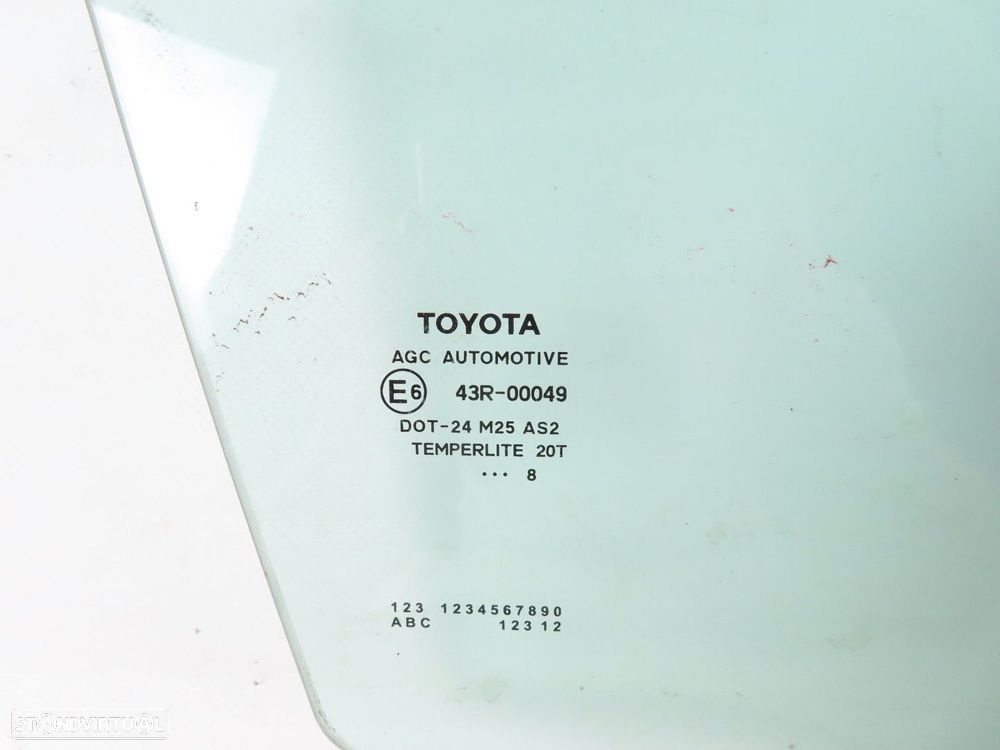 TOYOTA
AGC AUTOMOTIVE
E6 43R-00049
DOT-24 M25 AS2
TEMPERLITE 20T
... 8
123 1234567890
ABC 123 12
STANDVIRTUAL